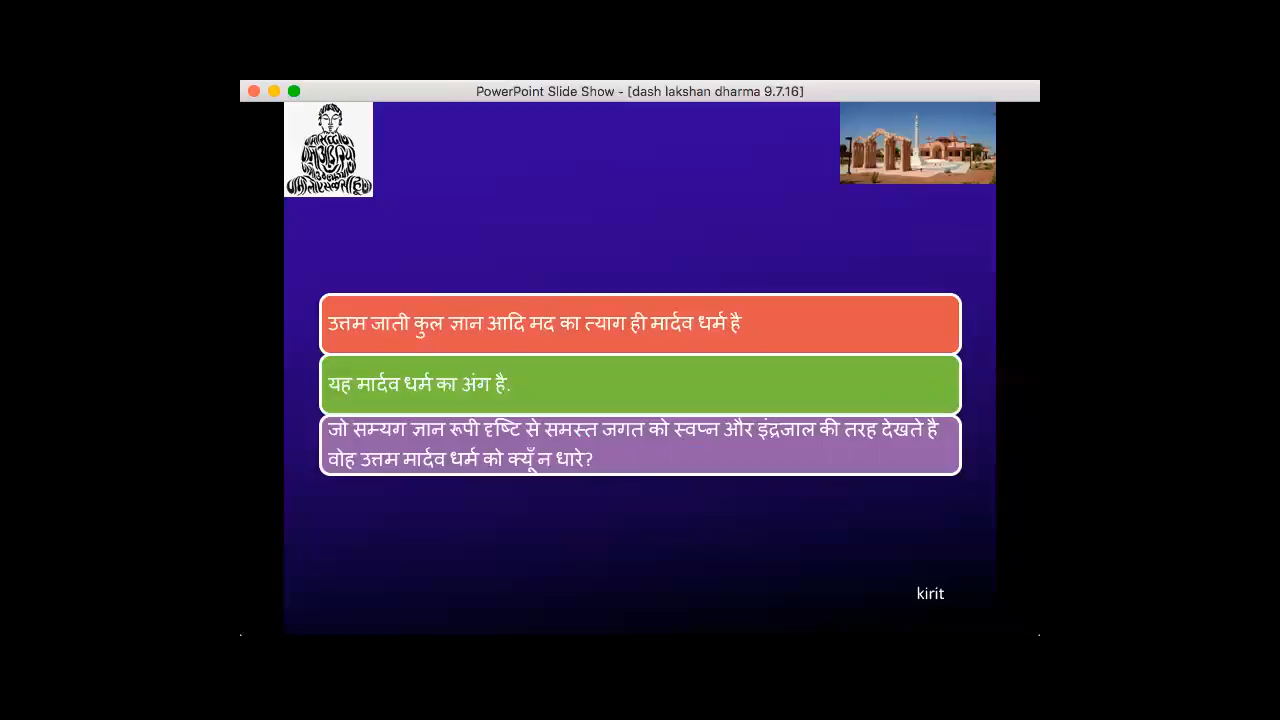 PowerPoint Slide Show - [dash lakshan dharma 9.7.16]
उत्तम जाती कुल ज्ञान आदि मद का त्याग ही मार्दव धर्म है
यह मार्दव धर्म का अंग है.
जो सम्यग ज्ञान रूपी दृष्टि से समस्त जगत को स्वप्न और इंद्रजाल की तरह देखते है
वोह उत्तम मार्दव धर्म को क्यूँ न धारे?
kirit